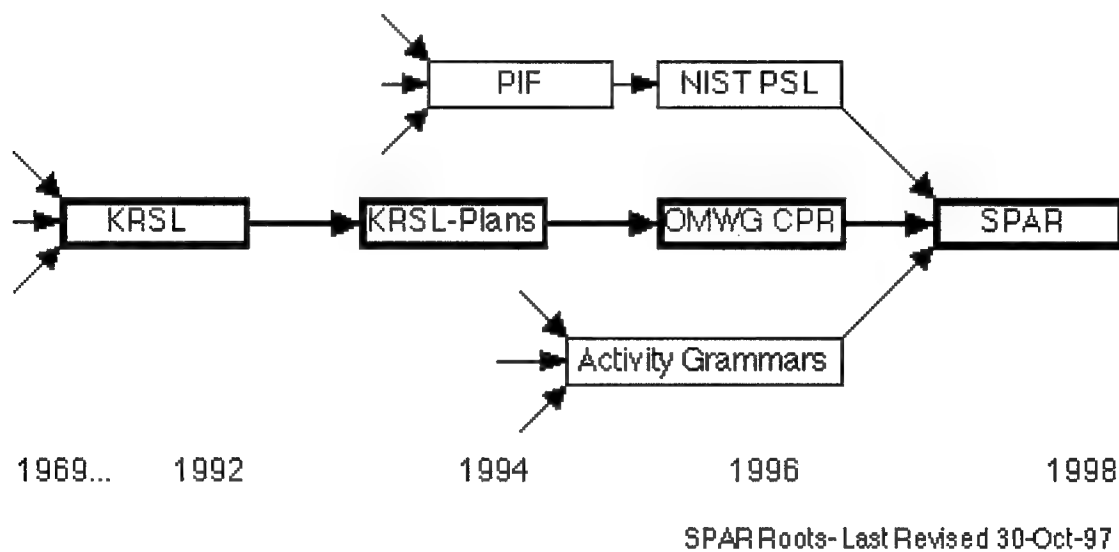 PIF NIST PSL
KRSL KRSL-Plans OMWG CPR SPAR
Activity Grammars
1969... 1992 1994 1996 1998
SPAR Roots- Last Revised 30-Oct-97